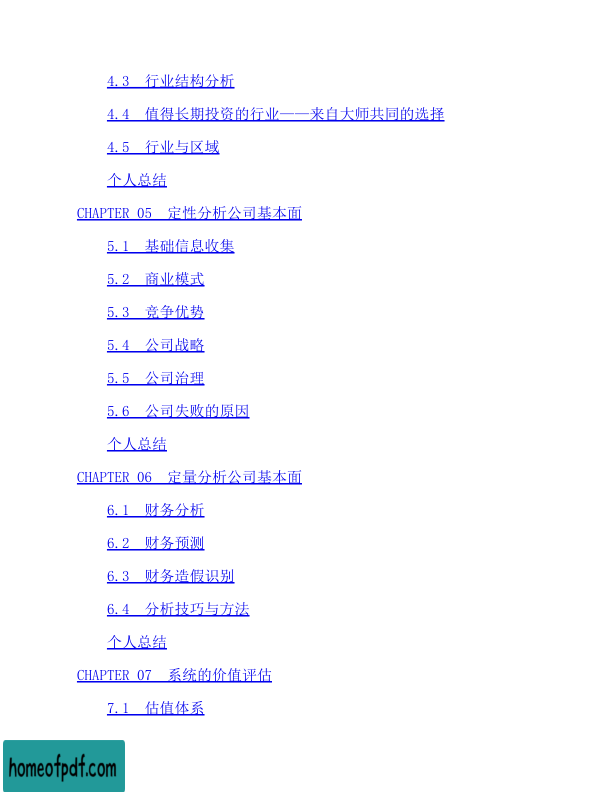 4.3 行业结构分析
4.4 值得长期投资的行业——来自大师共同的选择
4.5 行业与区域
个人总结
CHAPTER 05 定性分析公司基本面
5.1 基础信息收集
5.2 商业模式
5.3 竞争优势
5.4 公司战略
5.5 公司治理
5.6 公司失败的原因
个人总结
CHAPTER 06 定量分析公司基本面
6.1 财务分析
6.2 财务预测
6.3 财务造假识别
6.4 分析技巧与方法
个人总结
CHAPTER 07 系统的价值评估
7.1 估值体系
homeofpdf.com